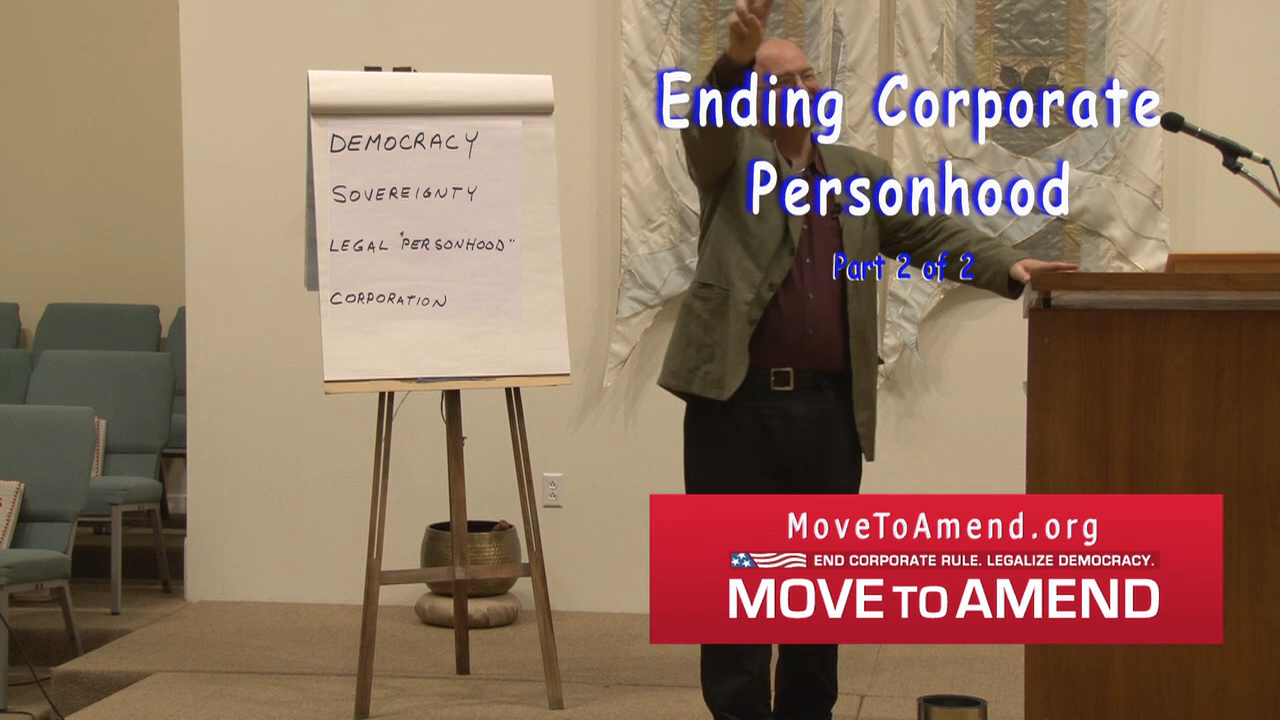 DEMOCRACY
SOVEREIGNTY
LEGAL "PERSONHOOD"
CORPORATION
Ending Corporate
Personhood
Part 2 of 2
MoveToAmend.org
END CORPORATE RULE. LEGALIZE DEMOCRACY.
MOVE TO AMEND